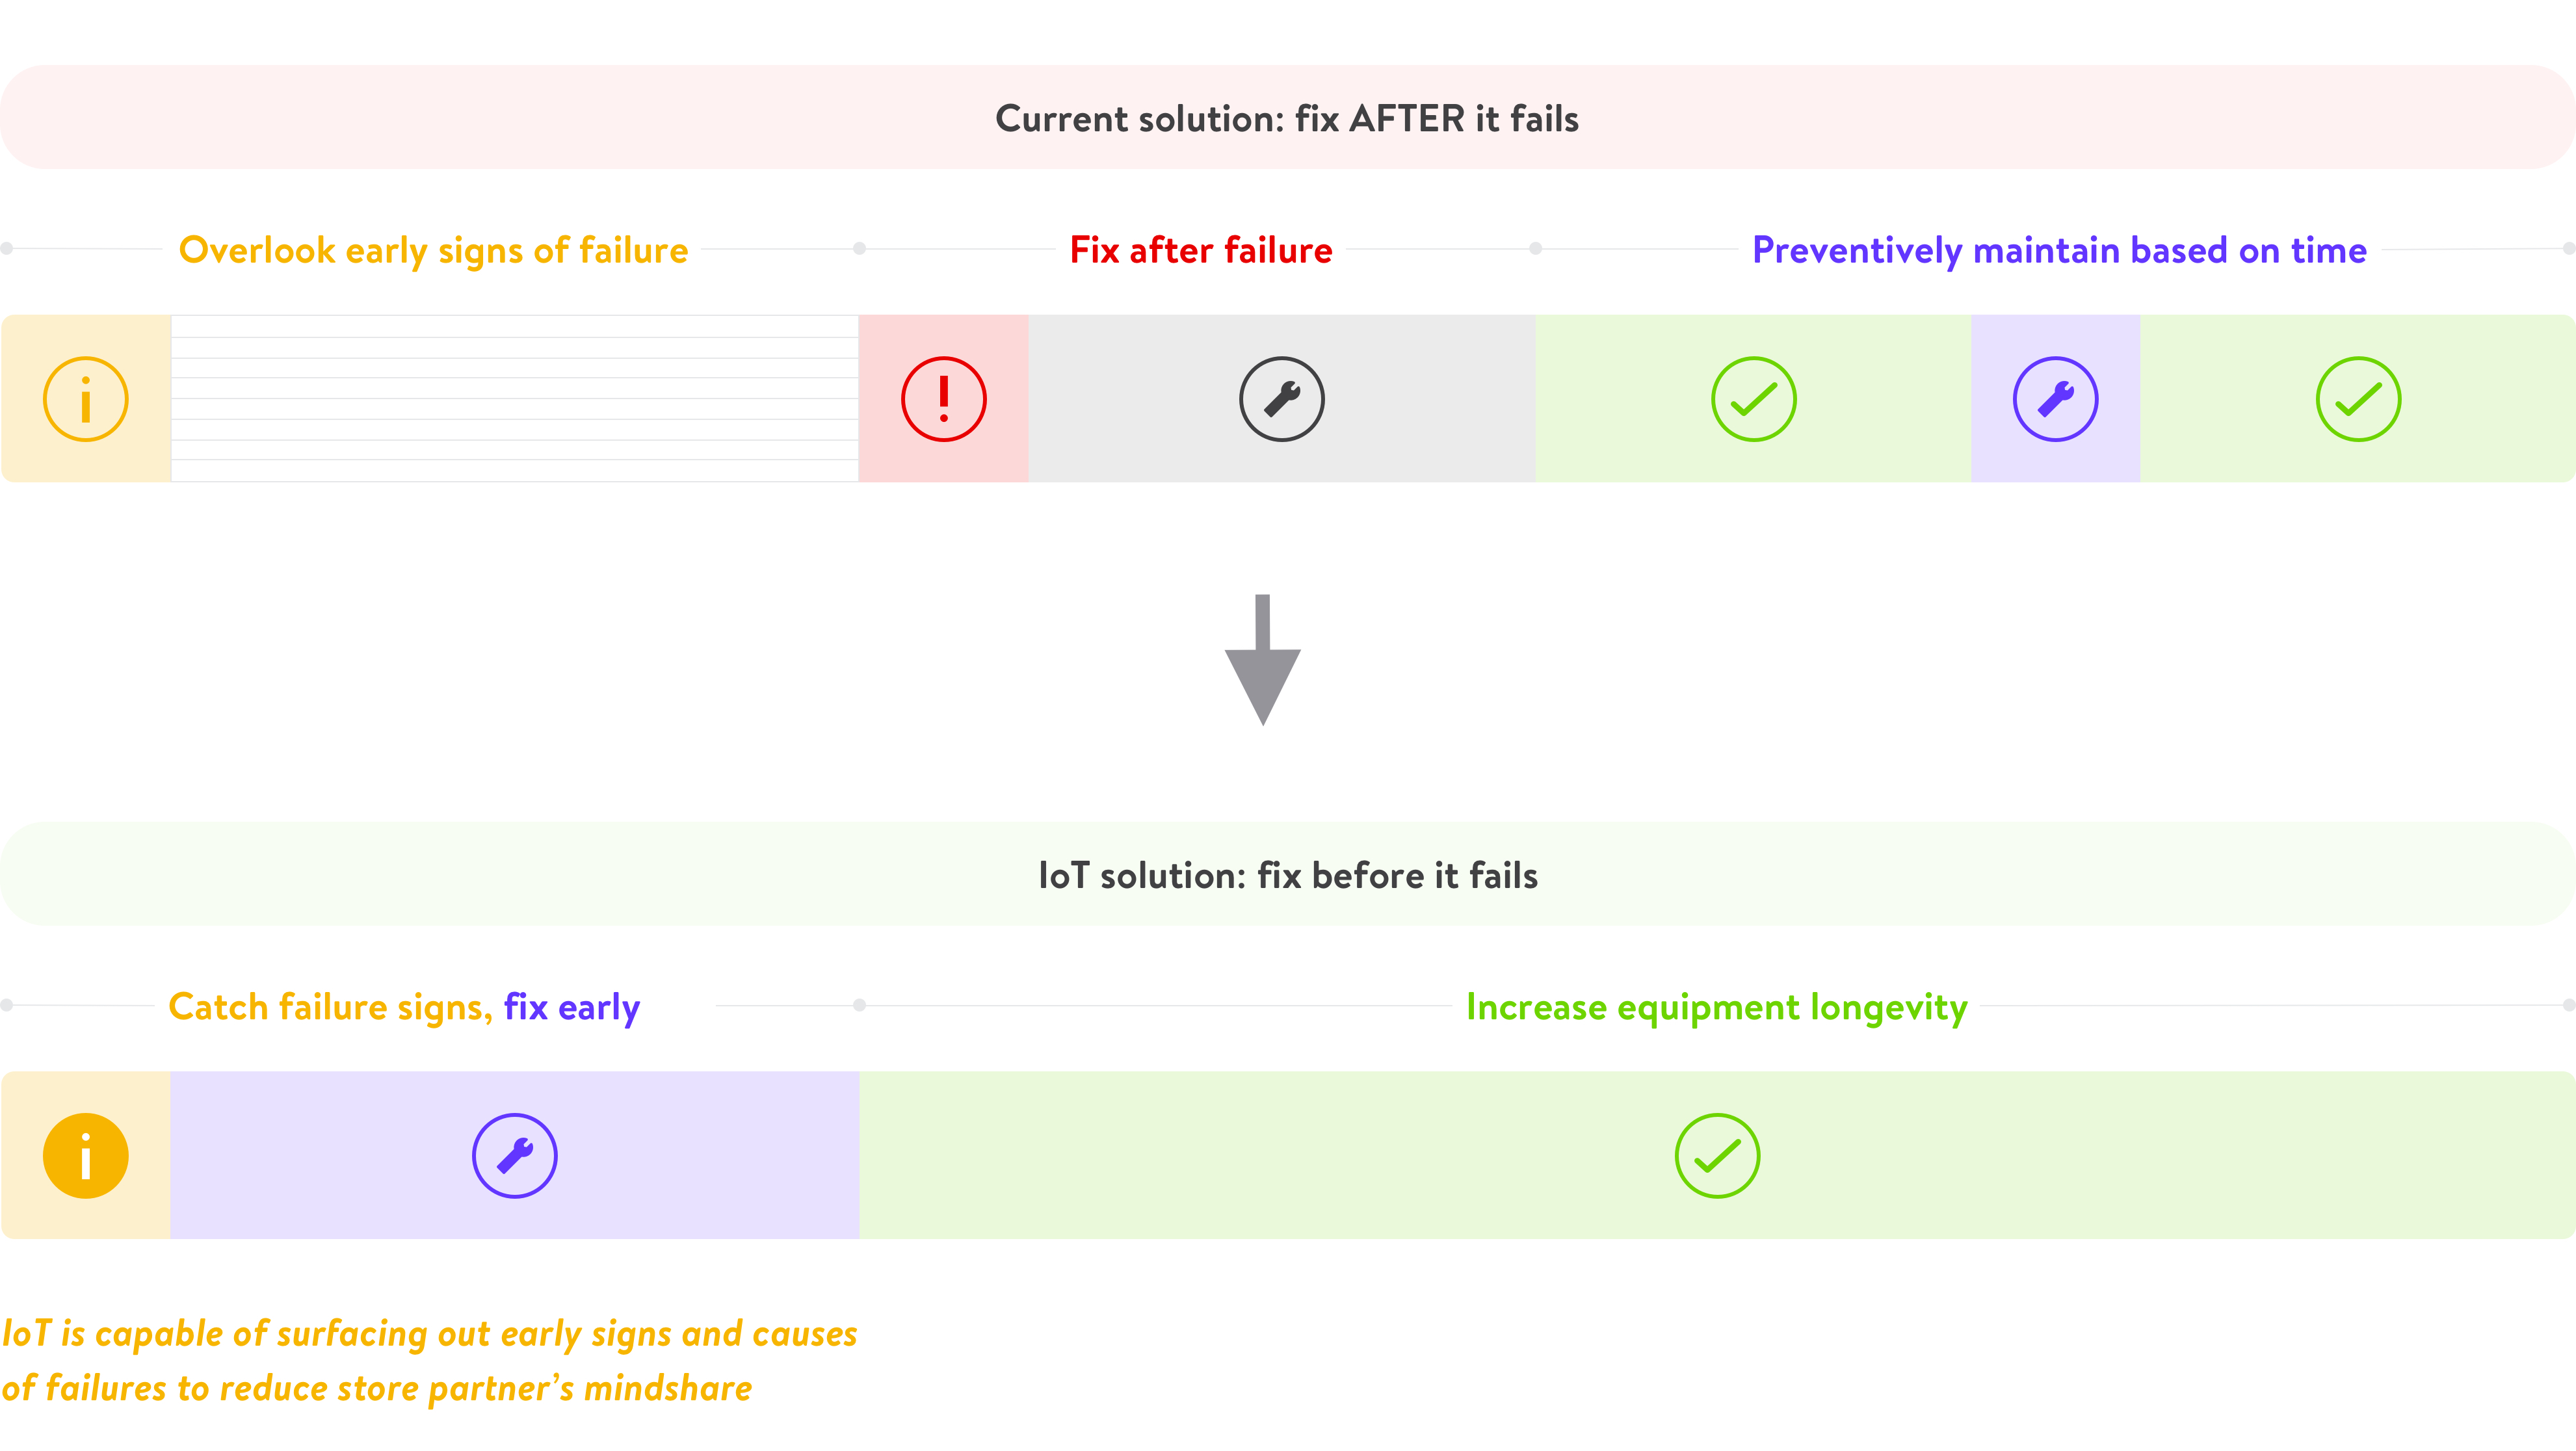 Current solution: fix AFTER it fails
Overlook early signs of failure
Fix after failure
Preventively maintain based on time
IoT solution: fix before it fails
Catch failure signs, fix early
Increase equipment longevity
IoT is capable of surfacing out early signs and causes
of failures to reduce store partner’s mindshare